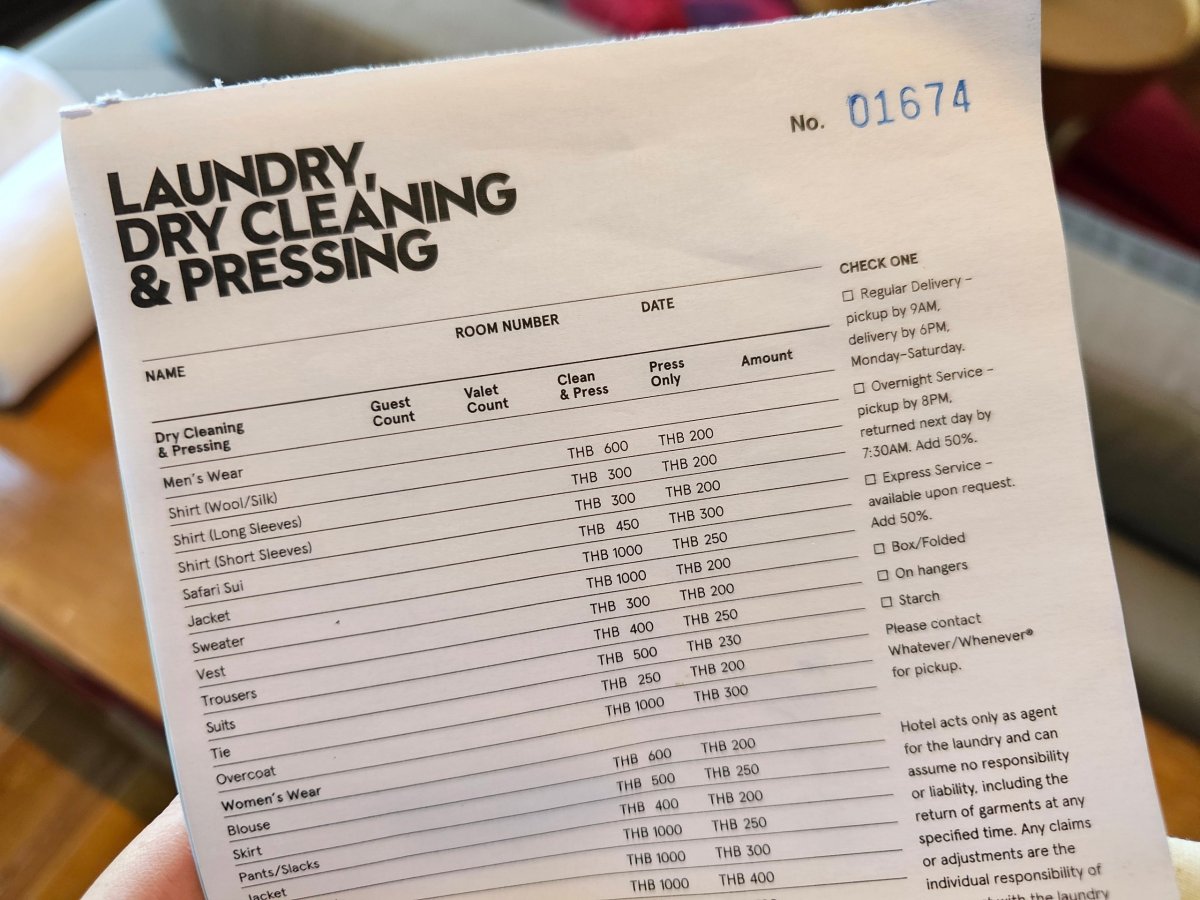 No. 01674
LAUNDRY,
DRY CLEANING
& PRESSING
NAME ROOM NUMBER DATE
Dry Cleaning
& Pressing
Guest
Count
Valet
Count
Clean
& Press
Press
Only
Amount
Men's Wear
Shirt (Wool/Silk) THB 600 THB 200
Shirt (Long Sleeves) THB 300 THB 200
Shirt (Short Sleeves) THB 300 THB 200
Safari Sui THB 450 THB 300
Jacket THB 1000 THB 250
Sweater THB 1000 THB 200
Vest THB 300 THB 200
Trousers THB 400 THB 250
Suits THB 500 THB 230
Tie THB 250 THB 200
Overcoat THB 1000 THB 300
Women's Wear
Blouse THB 600 THB 200
Skirt THB 500 THB 250
Pants/Slacks THB 400 THB 200
Jacket THB 1000 THB 250
THB 1000 THB 300
THB 1000 THB 400
CHECK ONE
☐ Regular Delivery –
pickup by 9AM,
delivery by 6PM,
Monday–Saturday.
☐ Overnight Service –
pickup by 8PM,
returned next day by
7:30AM. Add 50%.
☐ Express Service –
available upon request.
Add 50%.
☐ Box/Folded
☐ On hangers
☐ Starch
Please contact
Whatever/Whenever®
for pickup.
Hotel acts only as agent
for the laundry and can
assume no responsibility
or liability, including the
return of garments at any
specified time. Any claims
or adjustments are the
individual responsibility of
with the laundry